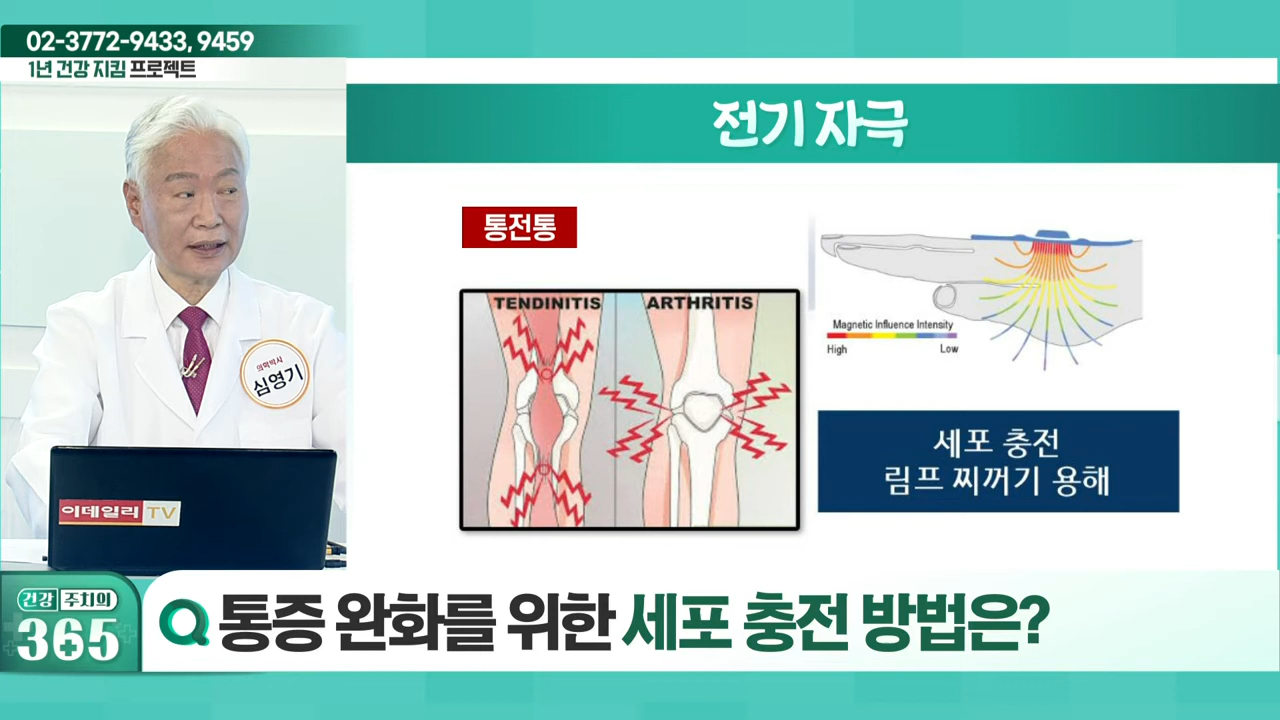 02-3772-9433, 9459
1년 건강 지킴 프로젝트
전기 자극
통전통
TENDINITIS
ARTHRITIS
Magnetic Influence Intensity
High
Low
세포 충전
림프 찌꺼기 용해
의학박사
심영기
이데일리 TV
건강 주치의
365
Q 통증 완화를 위한 세포 충전 방법은?